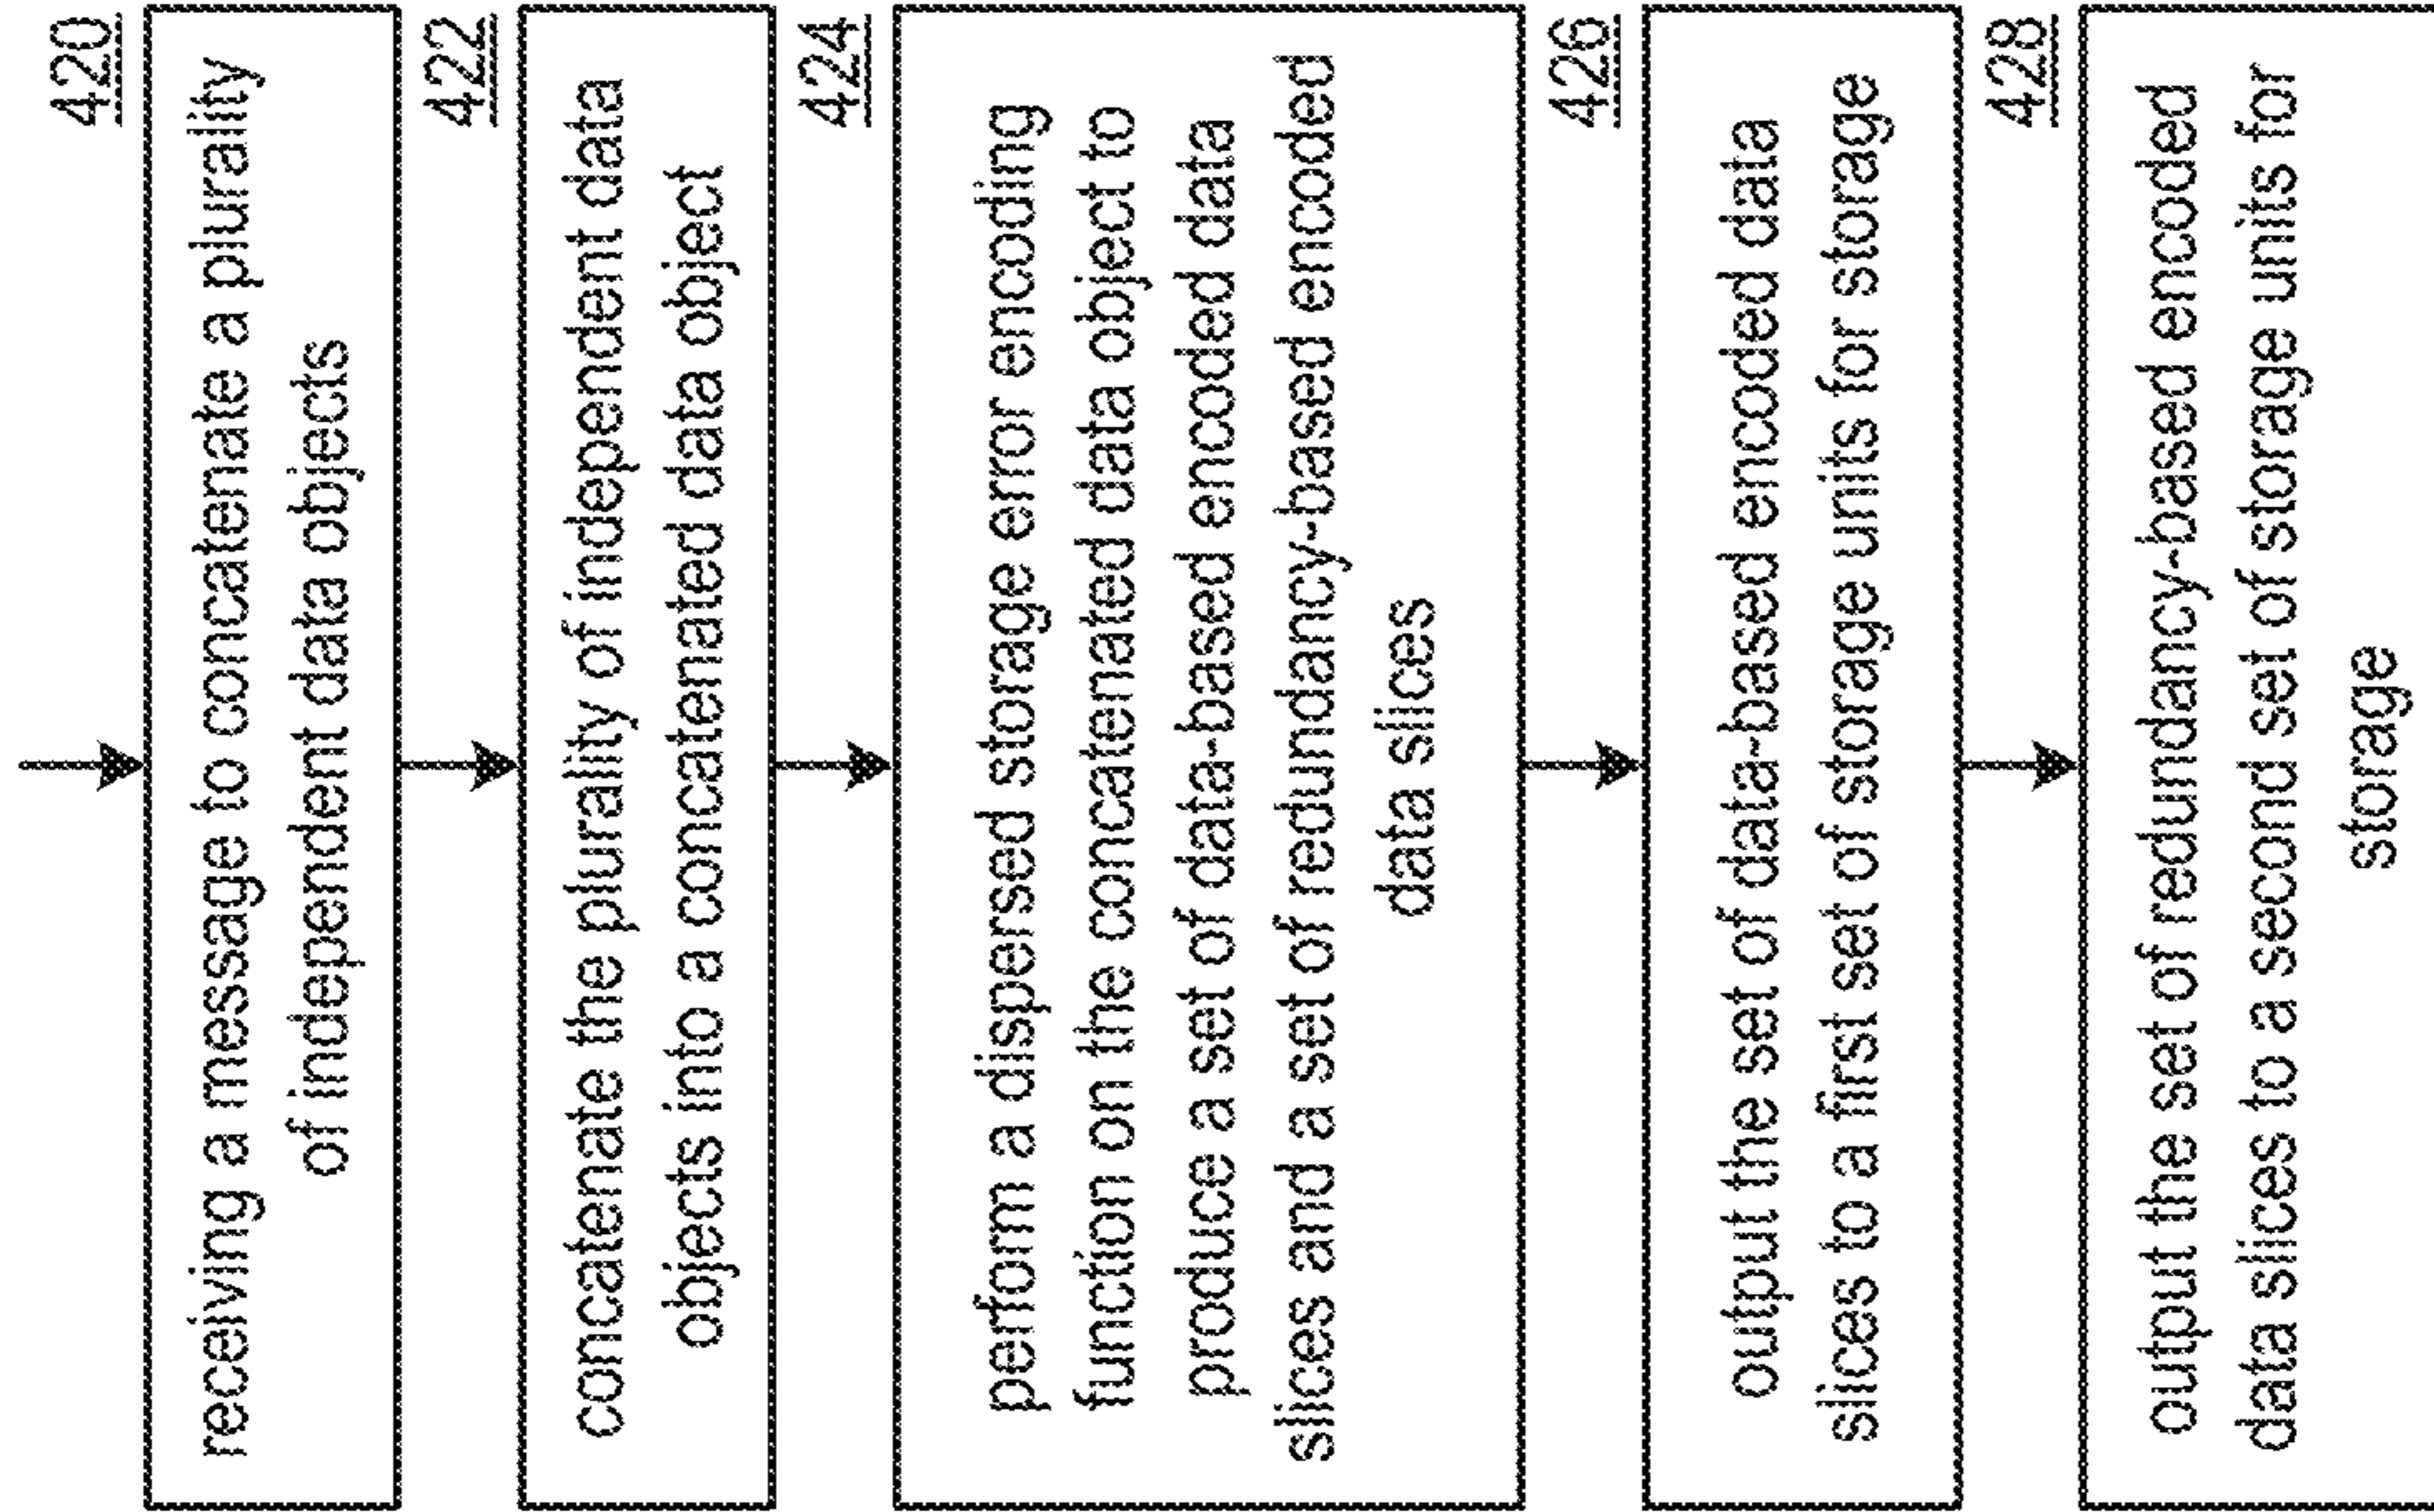 420
receiving a message to concatenate a plurality
of independent data objects
422
concatenate the plurality of independent data
objects into a concatenated data object
424
perform a dispersed storage error encoding
function on the concatenated data object to
produce a set of data-based encoded data
slices and a set of redundancy-based encoded
data slices
426
output the set of data-based encoded data
slices to a first set of storage units for storage
428
output the set of redundancy-based encoded
data slices to a second set of storage units for
storage